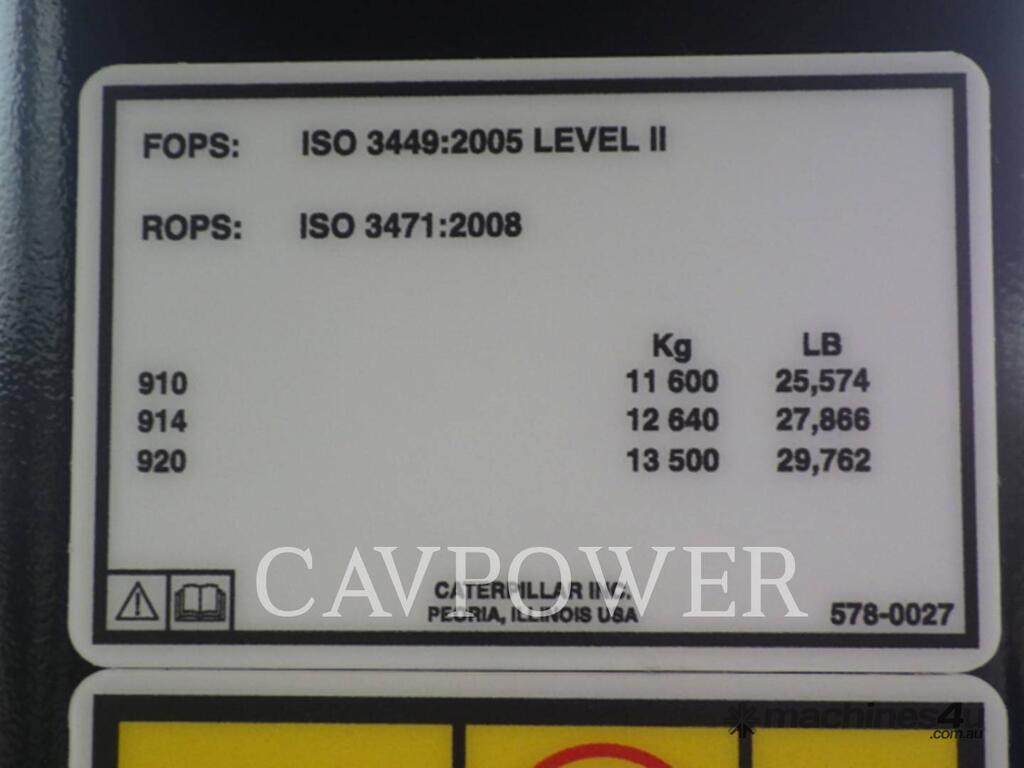 FOPS: ISO 3449:2005 LEVEL II
ROPS: ISO 3471:2008
Kg LB
910 11 600 25,574
914 12 640 27,866
920 13 500 29,762
CAVPOWER
CATERPILLAR INC.
PEORIA, ILLINOIS USA
578-0027
machines4u
.com.au